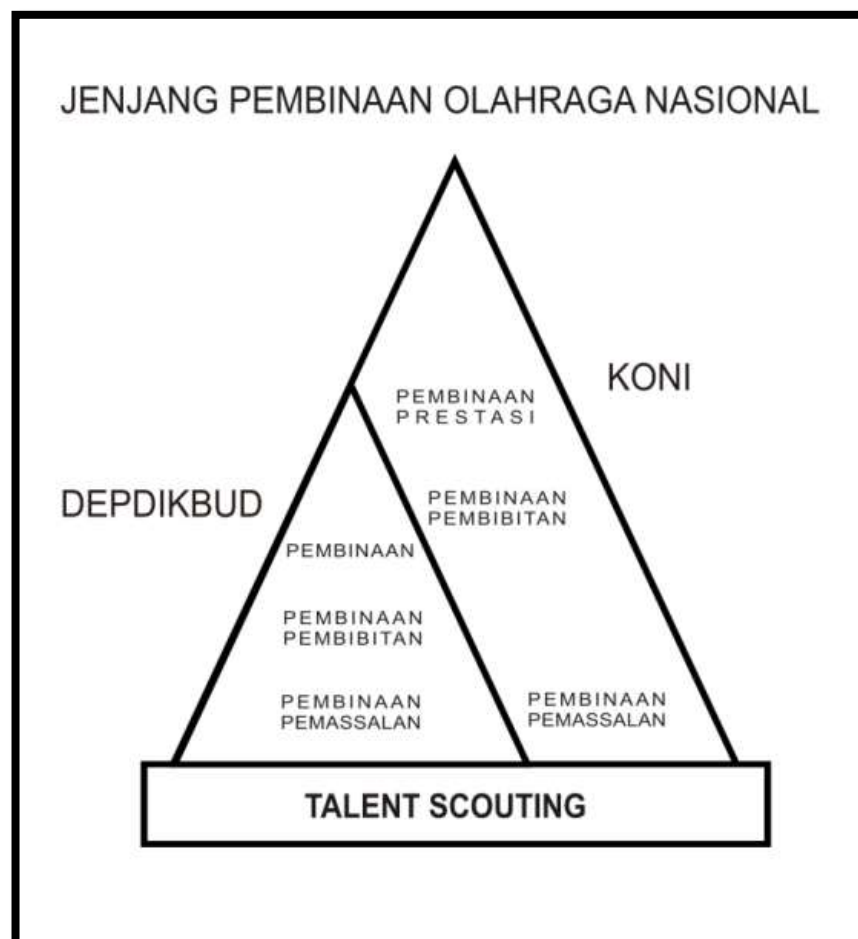 JENJANG PEMBINAAN OLAHRAGA NASIONAL
KONI
PEMBINAAN
PRESTASI
DEPDIKBUD
PEMBINAAN
PEMBIBITAN
PEMBINAAN
PEMBINAAN
PEMBIBITAN
PEMBINAAN
PEMASSALAN
PEMBINAAN
PEMASSALAN
TALENT SCOUTING